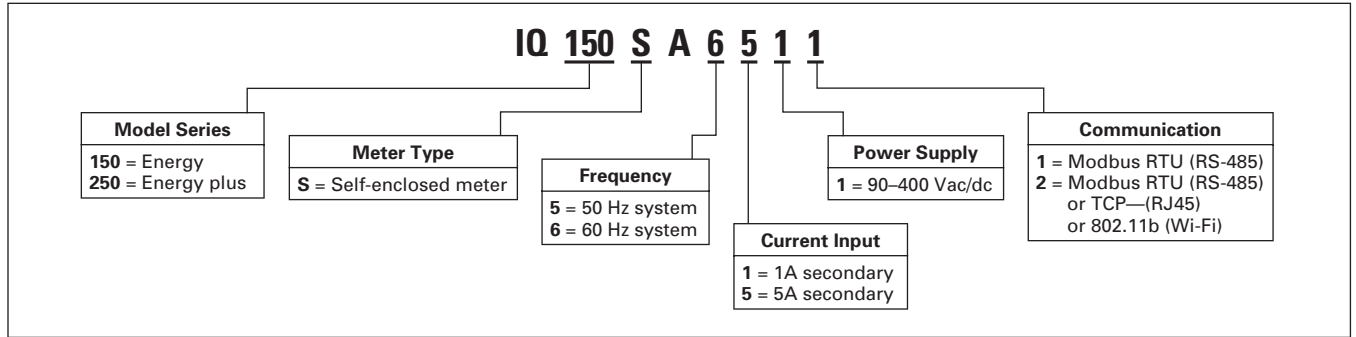 IQ 150 S A 6 5 1 1
Model Series
150 = Energy
250 = Energy plus
Meter Type
S = Self-enclosed meter
Frequency
5 = 50 Hz system
6 = 60 Hz system
Current Input
1 = 1A secondary
5 = 5A secondary
Power Supply
1 = 90–400 Vac/dc
Communication
1 = Modbus RTU (RS-485)
2 = Modbus RTU (RS-485)
or TCP—(RJ45)
or 802.11b (Wi-Fi)